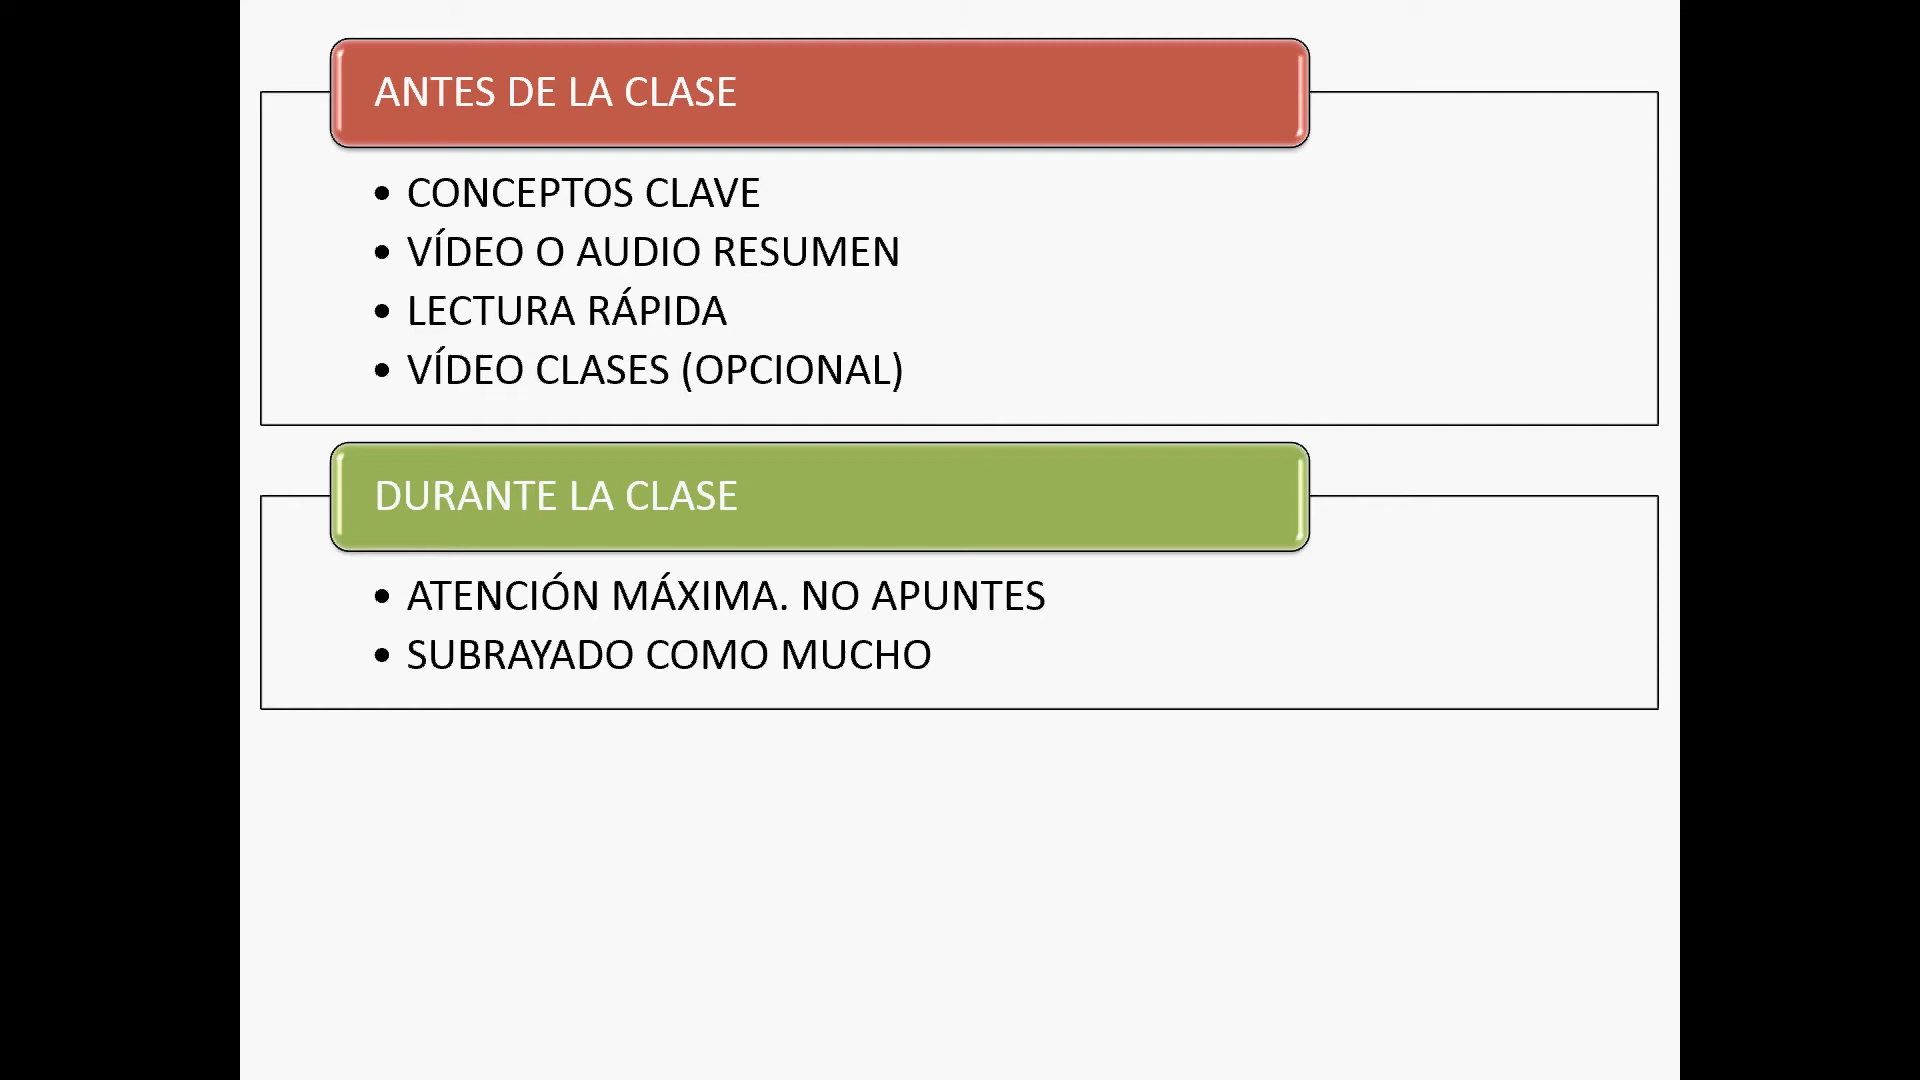 ANTES DE LA CLASE
• CONCEPTOS CLAVE
• VÍDEO O AUDIO RESUMEN
• LECTURA RÁPIDA
• VÍDEO CLASES (OPCIONAL)
DURANTE LA CLASE
• ATENCIÓN MÁXIMA. NO APUNTES
• SUBRAYADO COMO MUCHO